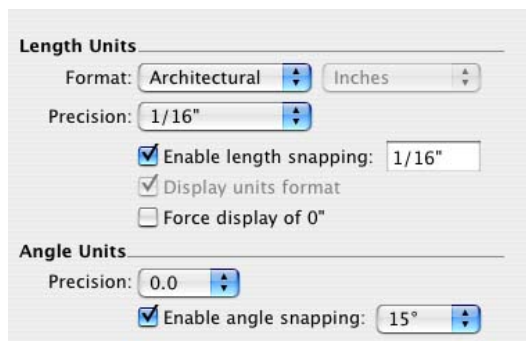 Length Units
Format: Architectural Inches
Precision: 1/16"
Enable length snapping: 1/16"
Display units format
Force display of 0"
Angle Units
Precision: 0.0
Enable angle snapping: 15°